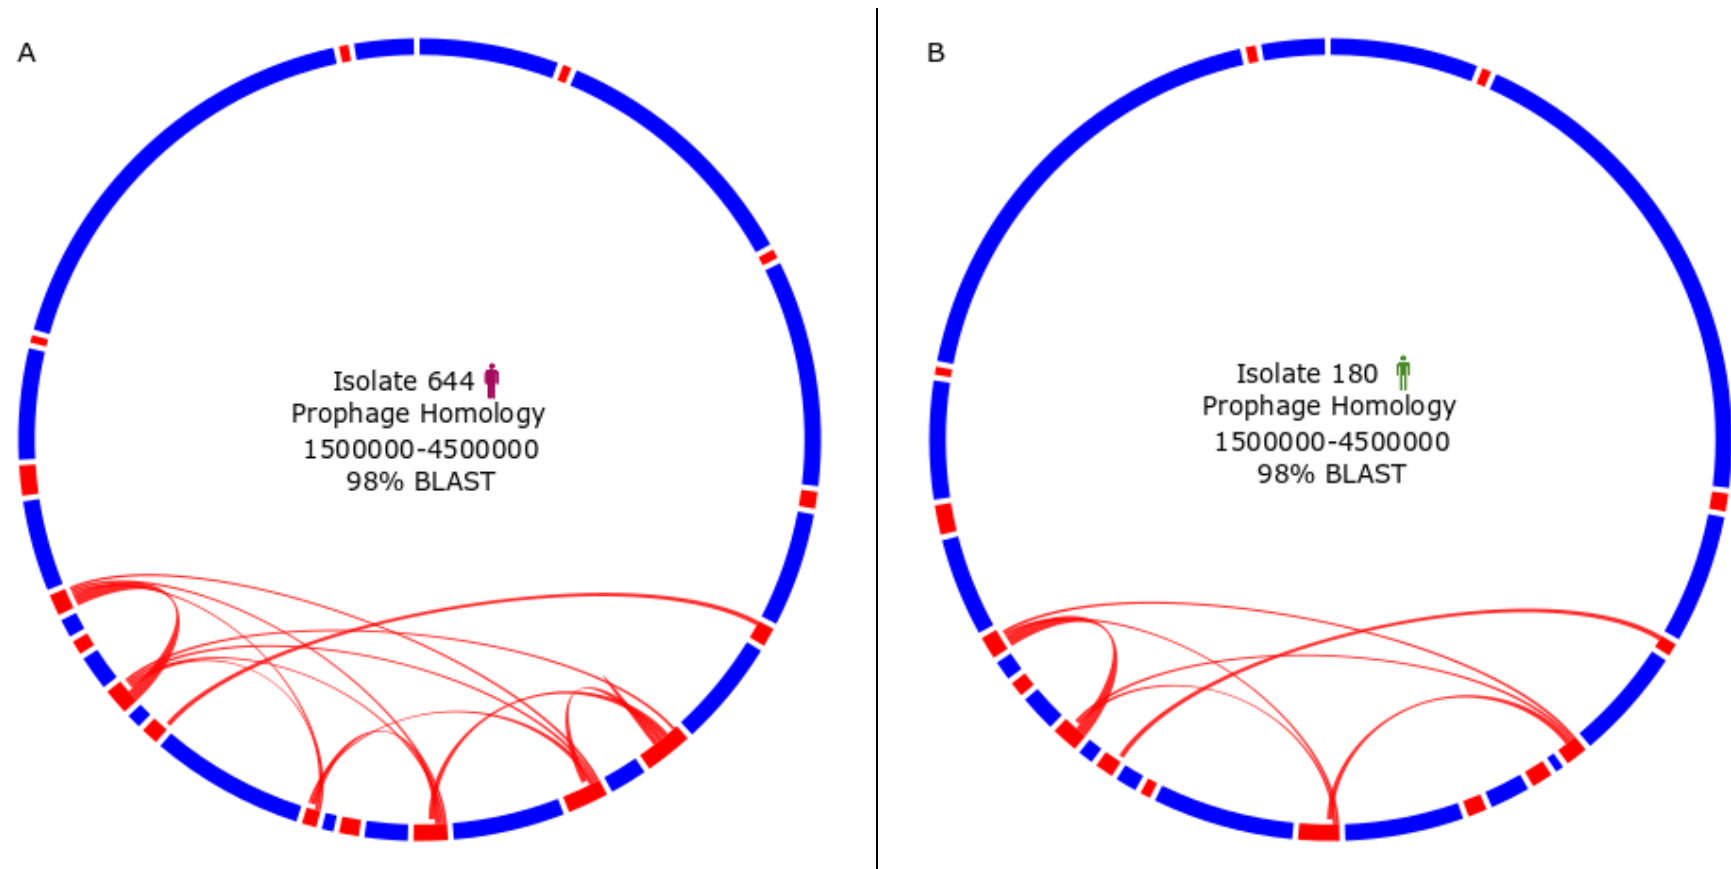 A
Isolate 644
Prophage Homology
1500000-4500000
98% BLAST
B
Isolate 180
Prophage Homology
1500000-4500000
98% BLAST